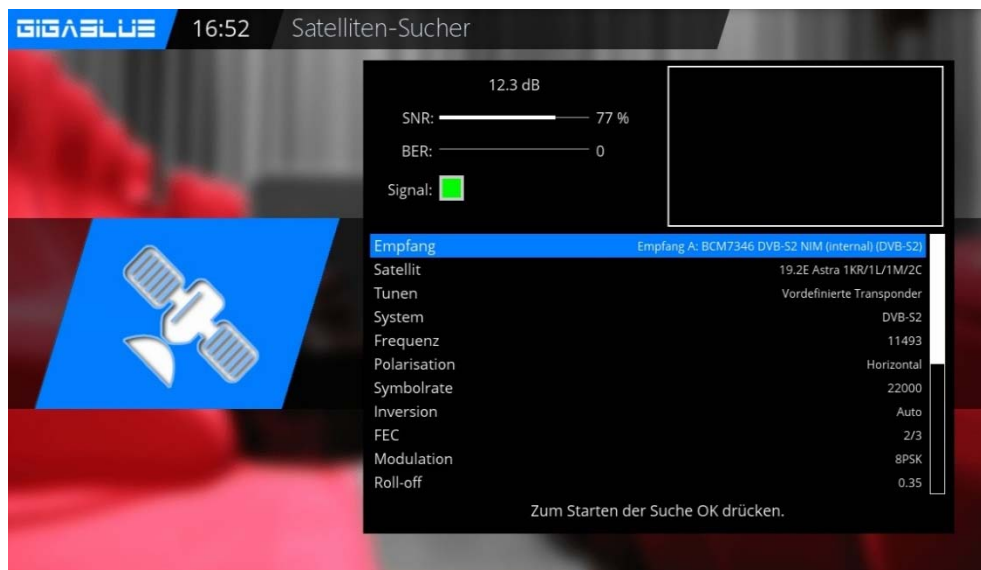 GIGABLUE 16:52 Satelliten-Sucher
12.3 dB
SNR: 77 %
BER: 0
Signal:
Empfang Empfang A: BCM7346 DVB-S2 NIM (internal) (DVB-S2)
Satellit 19.2E Astra 1KR/1L/1M/2C
Tunen Vordefinierte Transponder
System DVB-S2
Frequenz 11493
Polarisation Horizontal
Symbolrate 22000
Inversion Auto
FEC 2/3
Modulation 8PSK
Roll-off 0.35
Zum Starten der Suche OK drücken.